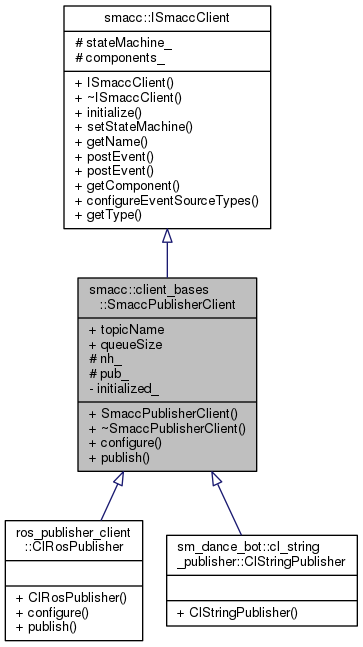 smacc::ISmaccClient
# stateMachine_
# components_
+ ISmaccClient()
+ ~ISmaccClient()
+ initialize()
+ setStateMachine()
+ getName()
+ postEvent()
+ postEvent()
+ getComponent()
+ configureEventSourceTypes()
+ getType()
smacc::client_bases
::SmaccPublisherClient
+ topicName
+ queueSize
# nh_
# pub_
- initialized_
+ SmaccPublisherClient()
+ ~SmaccPublisherClient()
+ configure()
+ publish()
ros_publisher_client
::ClRosPublisher
+ ClRosPublisher()
+ configure()
+ publish()
sm_dance_bot::cl_string
_publisher::ClStringPublisher
+ ClStringPublisher()